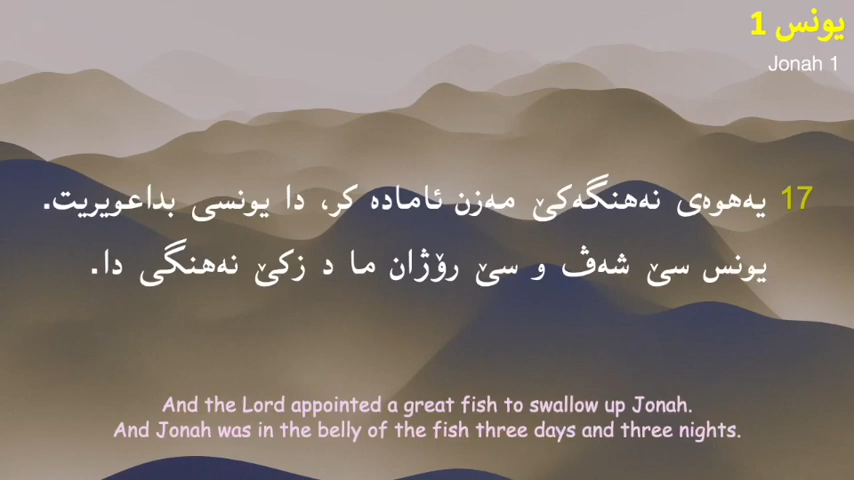 یونس 1
Jonah 1
17 یەهوەی نەهنگەکێ مەزن ئامادە کر، دا یونسی بداعویریت.
یونس سێ شەڤ و سێ رۆژان ما د زکێ نەهنگی دا.
And the Lord appointed a great fish to swallow up Jonah.
And Jonah was in the belly of the fish three days and three nights.